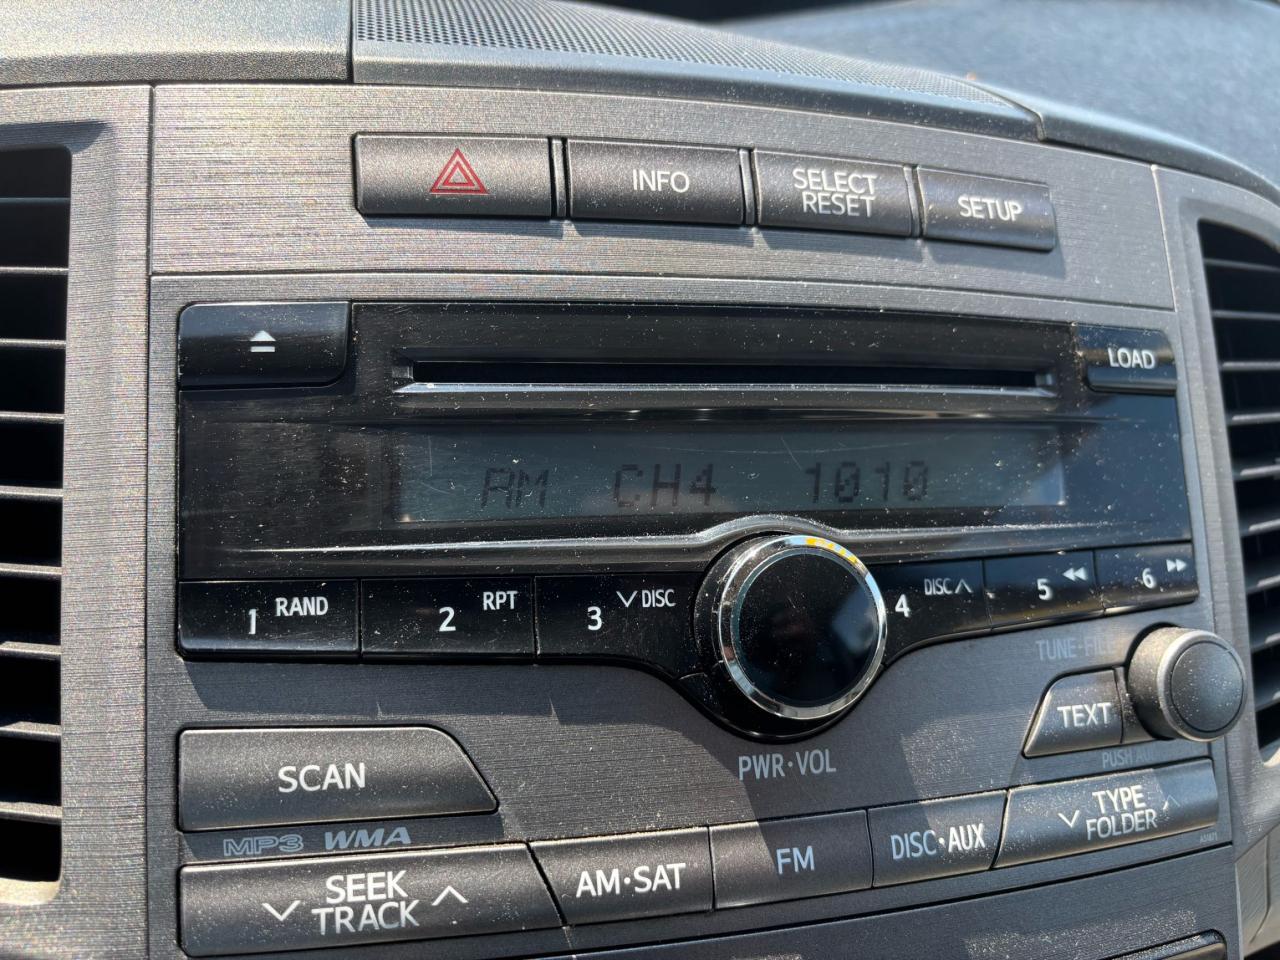 INFO
SELECT
RESET
SETUP
LOAD
AM CH4 1010
1 RAND
2 RPT
3 DISC
4 DISC
5
6
TUNE·FILE
TEXT
PUSH
PWR·VOL
SCAN
MP3 WMA
SEEK
TRACK
AM·SAT
FM
DISC·AUX
TYPE
FOLDER